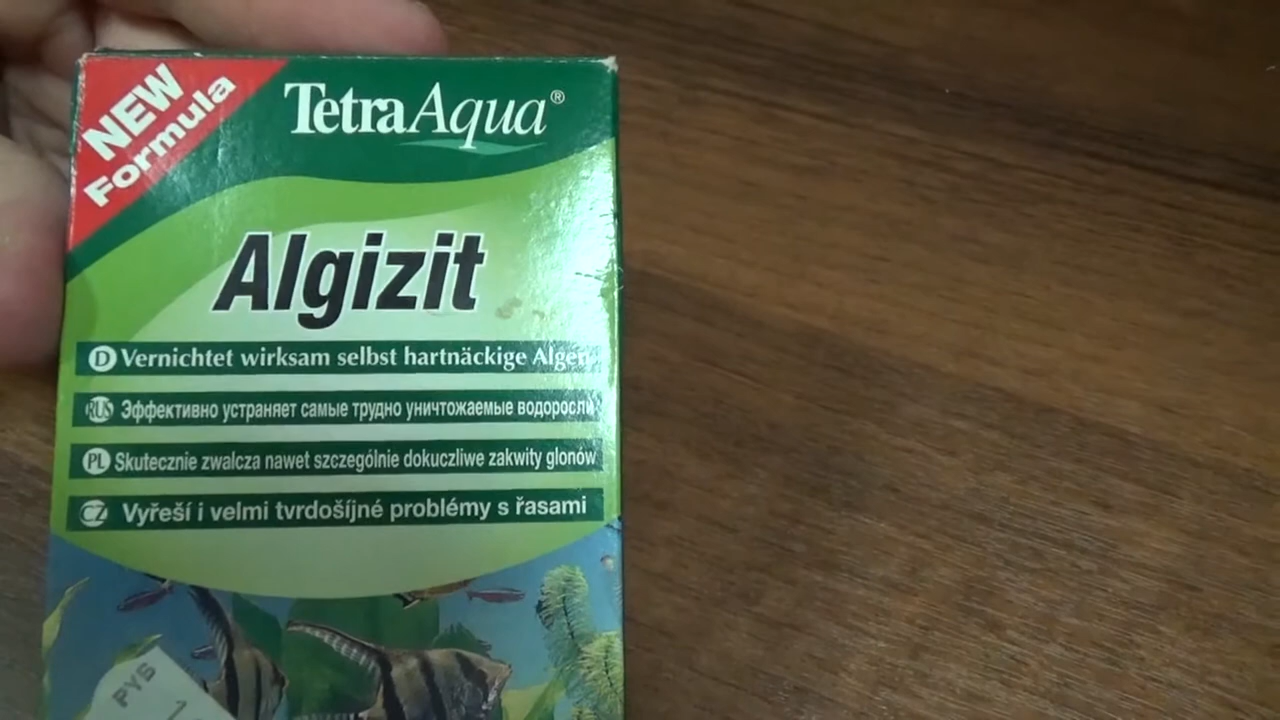 NEW
Formula
TetraAqua®
Algizit
D Vernichtet wirksam selbst hartnäckige Algen
RUS Эффективно устраняет самые трудно уничтожаемые водоросли
PL Skutecznie zwalcza nawet szczególnie dokuczliwe zakwity glonów
CZ Vyřeší i velmi tvrdošíjné problémy s řasami
РУБ